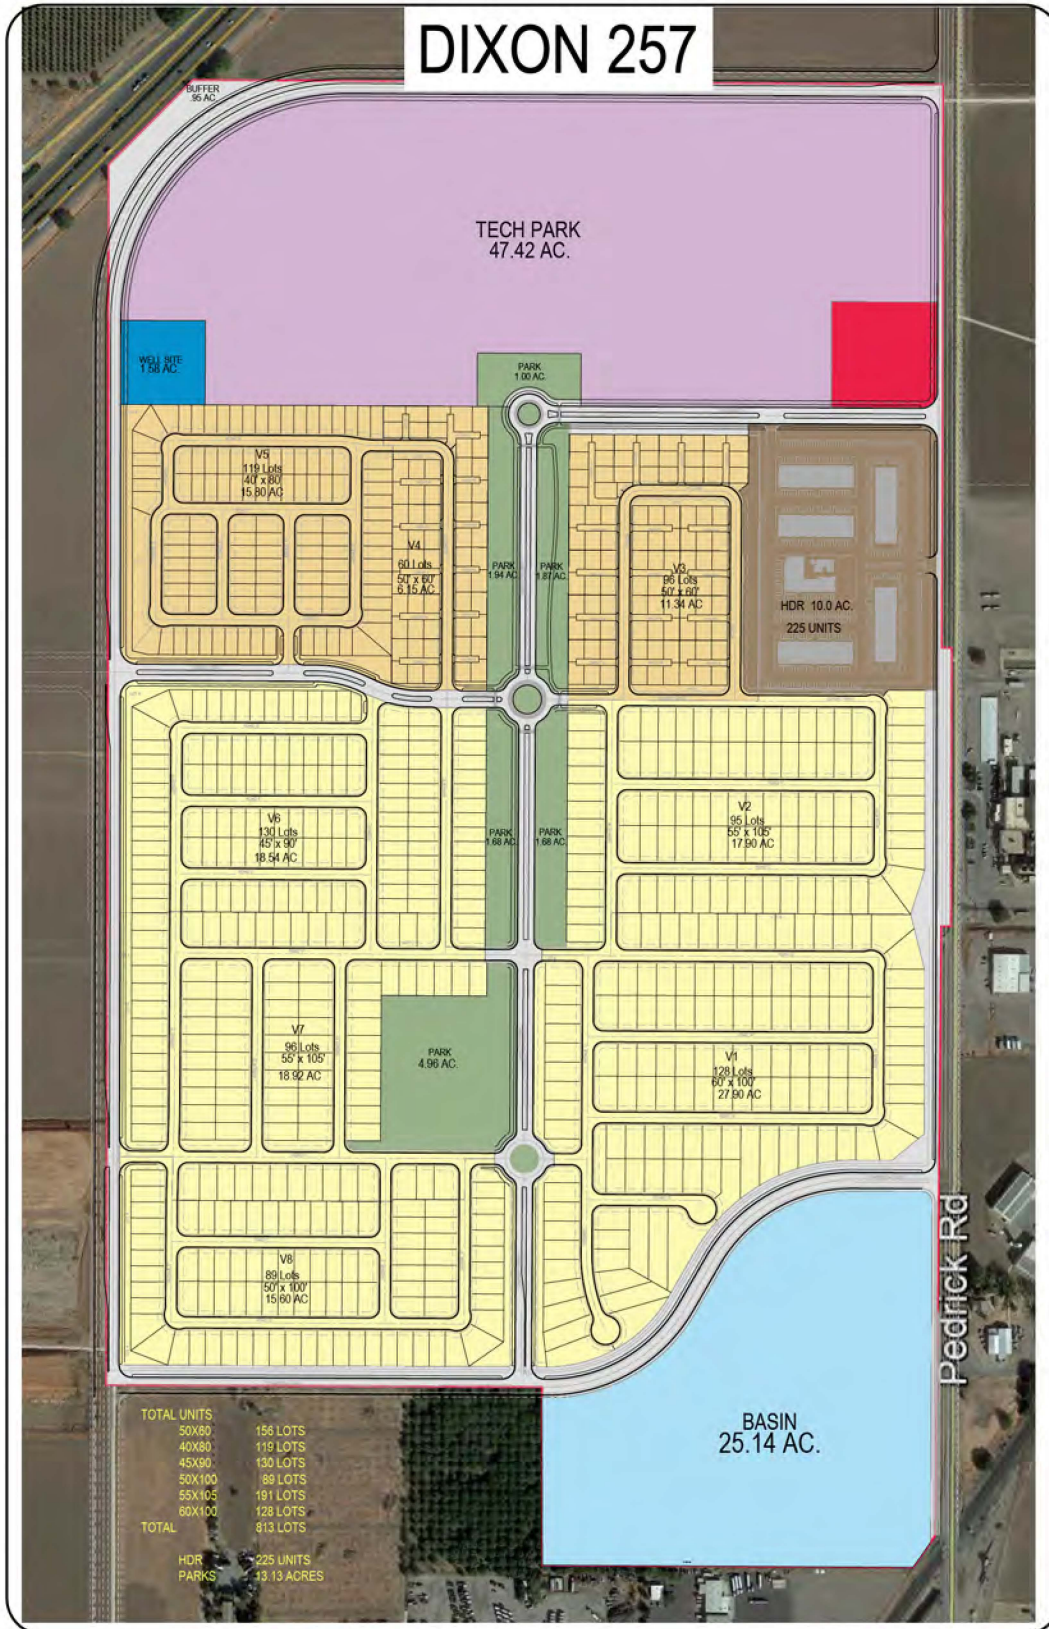 DIXON 257
BUFFER
.95 AC.
TECH PARK
47.42 AC.
WELL SITE
1.58 AC.
PARK
1.00 AC.
V5
119 Lots
40' x 80'
15.80 AC
V4
60 Lots
50' x 60'
6.15 AC
PARK
1.94 AC.
PARK
1.87 AC.
V3
96 Lots
50' x 60'
11.34 AC
HDR 10.0 AC.
225 UNITS
V6
130 Lots
45' x 90'
18.54 AC
PARK
1.68 AC.
PARK
1.68 AC.
V2
95 Lots
55' x 105'
17.90 AC
V7
96 Lots
55' x 105'
18.92 AC
PARK
4.96 AC.
V1
128 Lots
60' x 100'
27.90 AC
V8
89 Lots
50' x 100'
15.60 AC
Pedrick Rd
BASIN
25.14 AC.
TOTAL UNITS
50X60 156 LOTS
40X80 119 LOTS
45X90 130 LOTS
50X100 89 LOTS
55X105 191 LOTS
60X100 128 LOTS
TOTAL 813 LOTS
HDR 225 UNITS
PARKS 13.13 ACRES